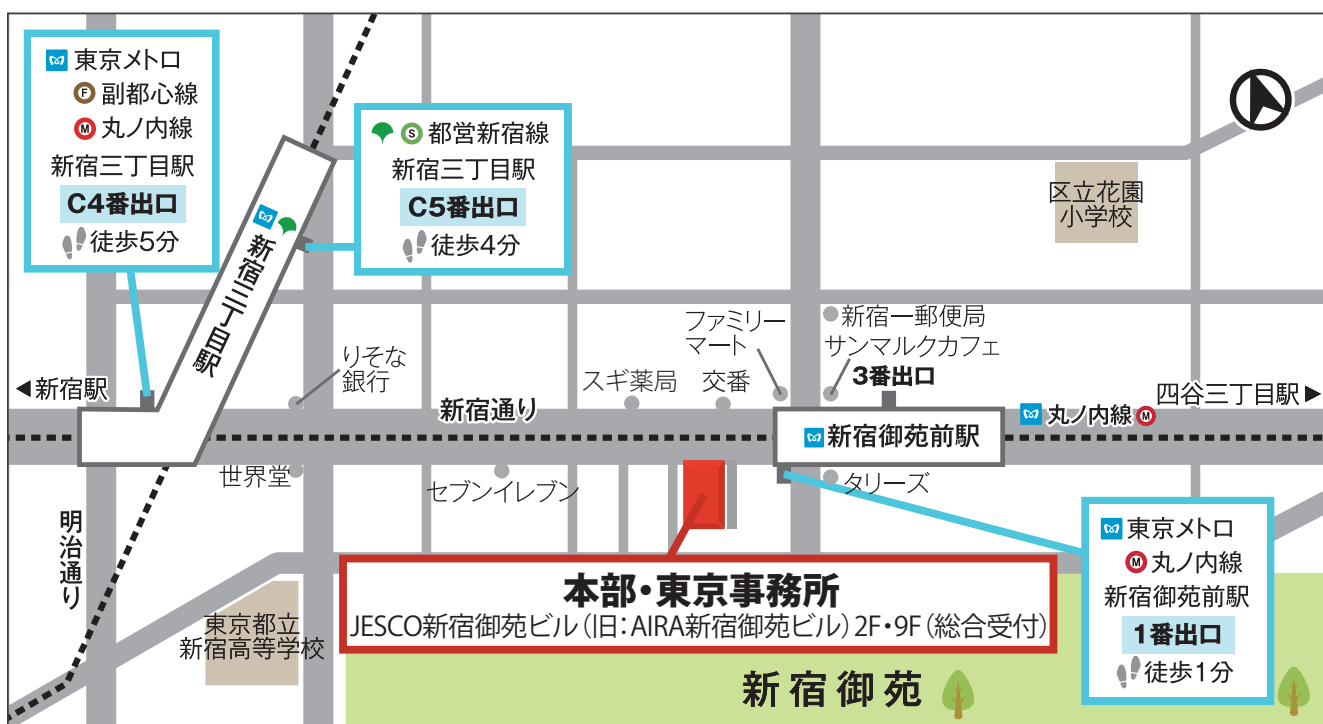 東京メトロ
F 副都心線
M 丸ノ内線
新宿三丁目駅
C4番出口
徒歩5分
S 都営新宿線
新宿三丁目駅
C5番出口
徒歩4分
新宿三丁目駅
区立花園
小学校
新宿一郵便局
ファミリー
マート
サンマルクカフェ
3番出口
りそな
銀行
スギ薬局
交番
◀新宿駅
四谷三丁目駅▶
新宿通り
丸ノ内線 M
新宿御苑前駅
世界堂
セブンイレブン
タリーズ
明治通り
東京メトロ
M 丸ノ内線
新宿御苑前駅
1番出口
徒歩1分
本部・東京事務所
JESCO新宿御苑ビル(旧:AIRA新宿御苑ビル)2F・9F(総合受付)
東京都立
新宿高等学校
新宿御苑